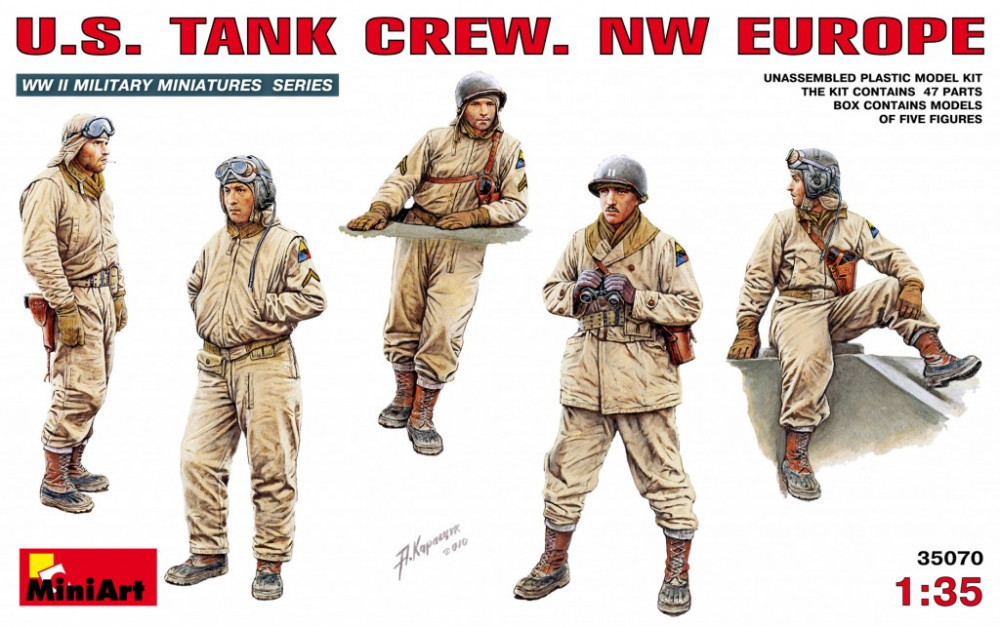 U.S. TANK CREW. NW EUROPE
WW II MILITARY MINIATURES SERIES
UNASSEMBLED PLASTIC MODEL KIT
THE KIT CONTAINS 47 PARTS
BOX CONTAINS MODELS
OF FIVE FIGURES
2010
MiniArt
35070
1:35